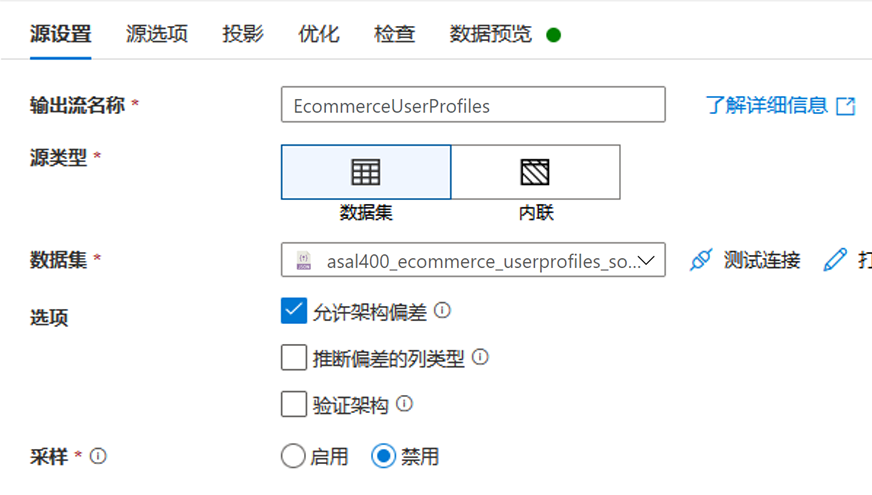 源设置 源选项 投影 优化 检查 数据预览
输出流名称 * EcommerceUserProfiles 了解详细信息
源类型 *
数据集 内联
数据集 * asal400_ecommerce_userprofiles_so... 测试连接 打
选项 允许架构偏差
推断偏差的列类型
验证架构
采样 * 启用 禁用